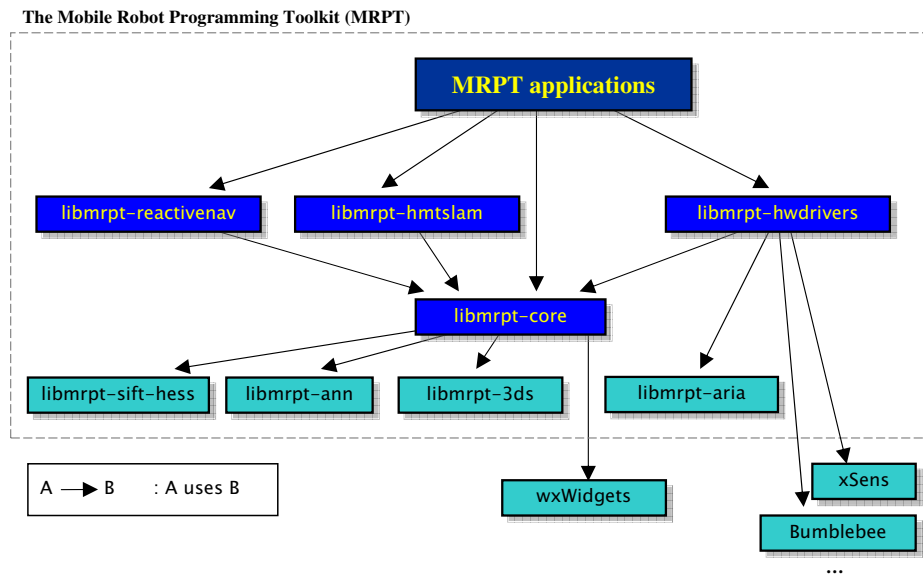 The Mobile Robot Programming Toolkit (MRPT)
MRPT applications
libmrpt-reactivenav
libmrpt-hmtslam
libmrpt-hwdrivers
libmrpt-core
libmrpt-sift-hess
libmrpt-ann
libmrpt-3ds
libmrpt-aria
A B : A uses B
wxWidgets
xSens
Bumblebee
...